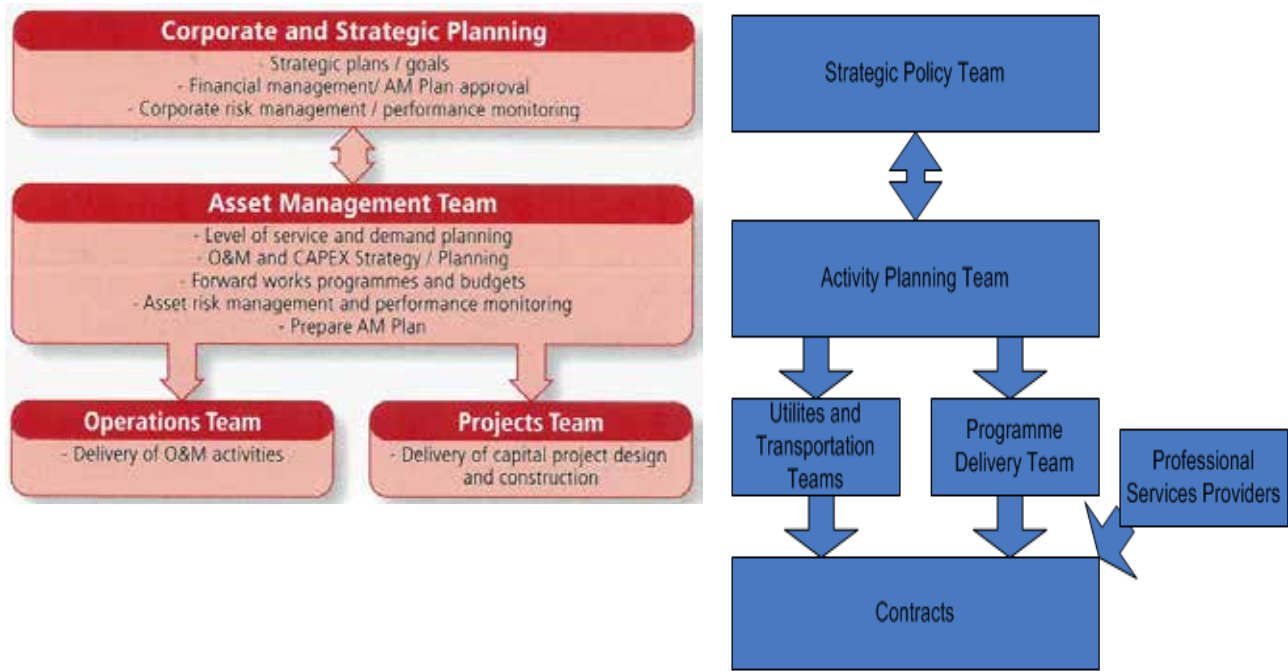 Corporate and Strategic Planning
- Strategic plans / goals
- Financial management/ AM Plan approval
- Corporate risk management / performance monitoring
Asset Management Team
- Level of service and demand planning
- O&M and CAPEX Strategy / Planning
- Forward works programmes and budgets
- Asset risk management and performance monitoring
- Prepare AM Plan
Operations Team
- Delivery of O&M activities
Projects Team
- Delivery of capital project design
and construction
Strategic Policy Team
Activity Planning Team
Utilites and
Transportation
Teams
Programme
Delivery Team
Professional
Services Providers
Contracts